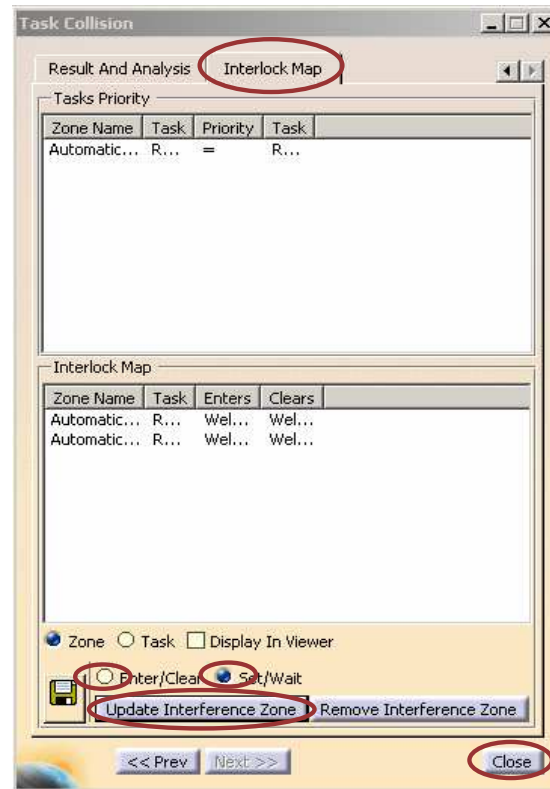 Task Collision
Result And Analysis Interlock Map
Tasks Priority
Zone Name Task Priority Task
Automatic... R... = R...
Interlock Map
Zone Name Task Enters Clears
Automatic... R... Wel... Wel...
Automatic... R... Wel... Wel...
Zone Task Display In Viewer
Enter/Clear Set/Wait
Update Interference Zone Remove Interference Zone
<< Prev Next >> Close